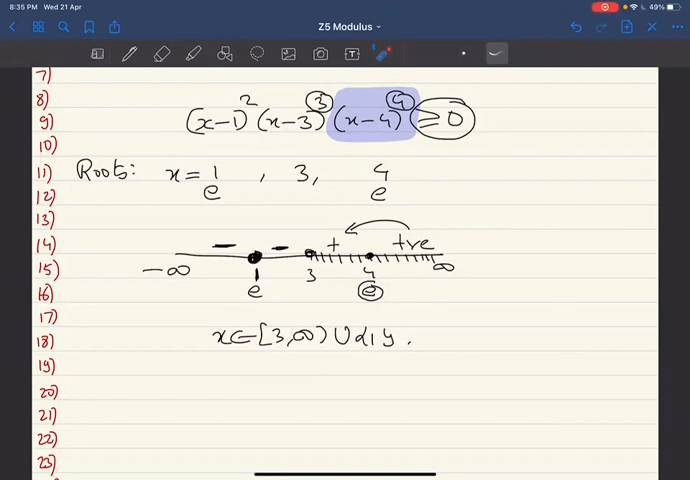 8:35 PM Wed 21 Apr
49%
Z5 Modulus
7)
8)
9) (x-1)² (x-3)³ (x-4)⁴ ≥ 0
10)
11) Roots: x = 1, 3, 4
12) e e
13)
14) − − + +ve
15) −∞ 1 3 4 ∞
16) e e
17)
18) x ∈ [3,∞) ∪ {1}.
19)
20)
21)
22)
23)